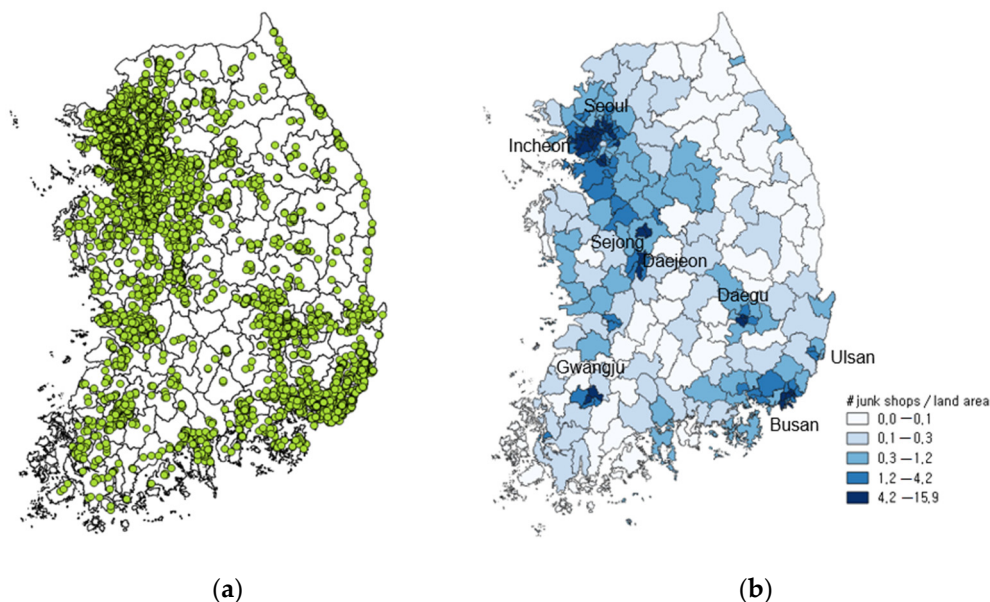 Seoul
Incheon
Sejong
Daejeon
Daegu
Ulsan
Gwangju
Busan
# junk shops / land area
0,0 —0,1
0,1 —0,3
0,3 —1,2
1,2 —4,2
4,2 —15,9
(a)
(b)